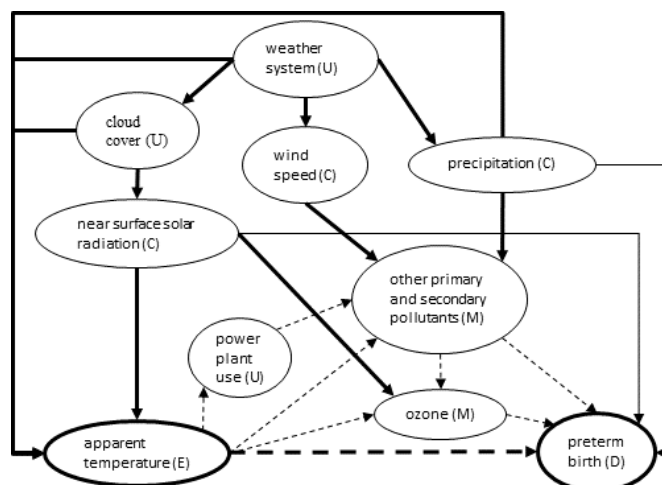 weather
system (U)
cloud
cover (U)
wind
speed (C)
precipitation (C)
near surface solar
radiation (C)
other primary
and secondary
pollutants (M)
power
plant
use (U)
ozone (M)
apparent
temperature (E)
preterm
birth (D)